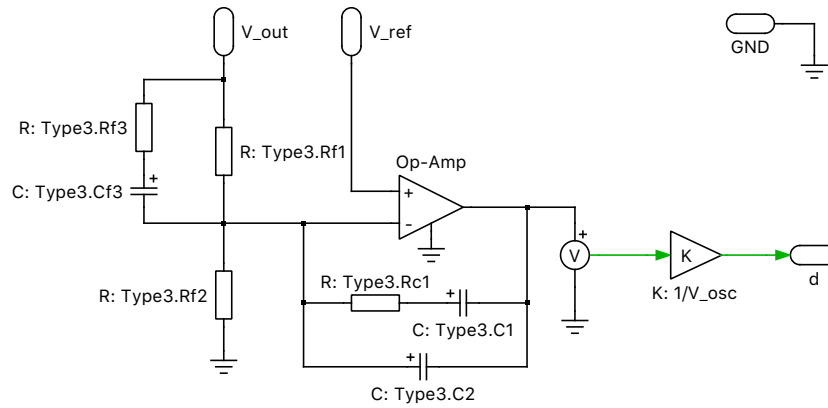 V_out
V_ref
GND
R: Type3.Rf3
R: Type3.Rf1
Op-Amp
+
C: Type3.Cf3
+
-
+
V
K
d
K: 1/V_osc
R: Type3.Rf2
R: Type3.Rc1
+
C: Type3.C1
+
C: Type3.C2